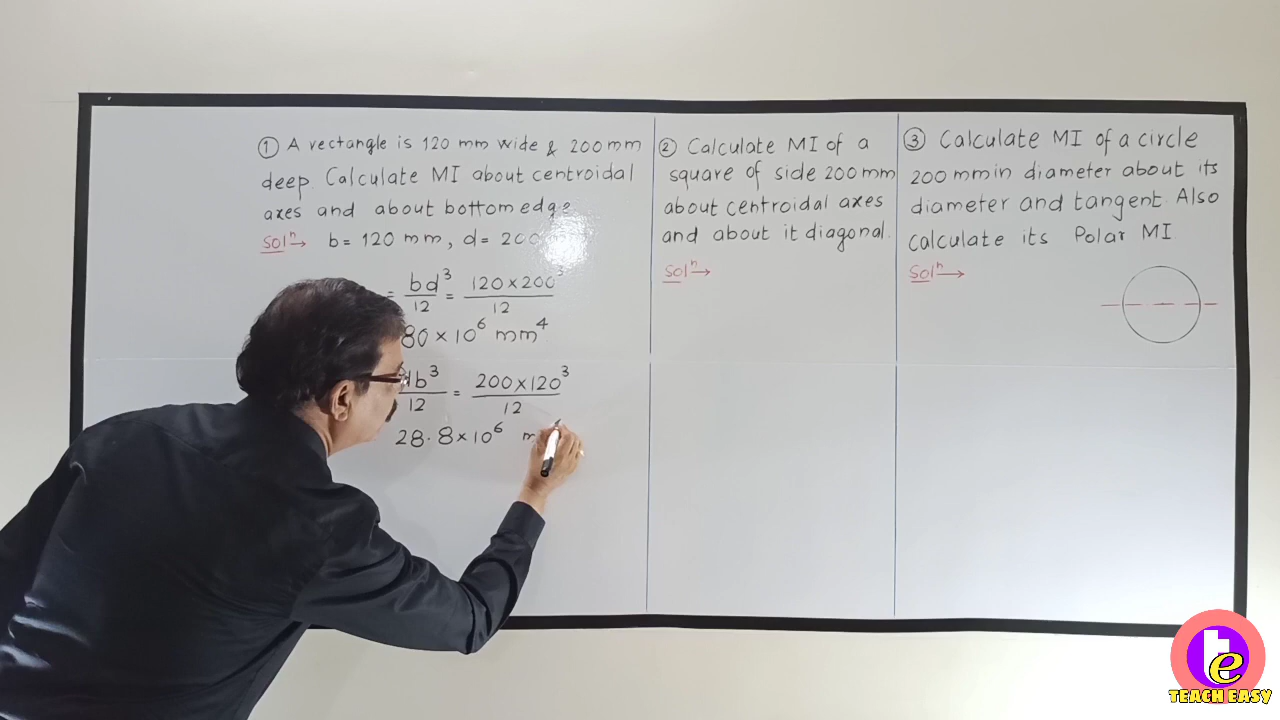 ① A rectangle is 120 mm wide & 200 mm
deep. Calculate MI about centroidal
axes and about bottom edge
Solⁿ → b = 120 mm, d = 200
= bd³/12 = 120 × 200³/12
80 × 10⁶ mm⁴
db³/12 = 200 × 120³/12
28.8 × 10⁶ m
② Calculate MI of a
square of side 200 mm
about centroidal axes
and about it diagonal.
Solⁿ →
③ Calculate MI of a circle
200 mm in diameter about its
diameter and tangent. Also
Calculate its Polar MI
Solⁿ →
te
TEACH EASY